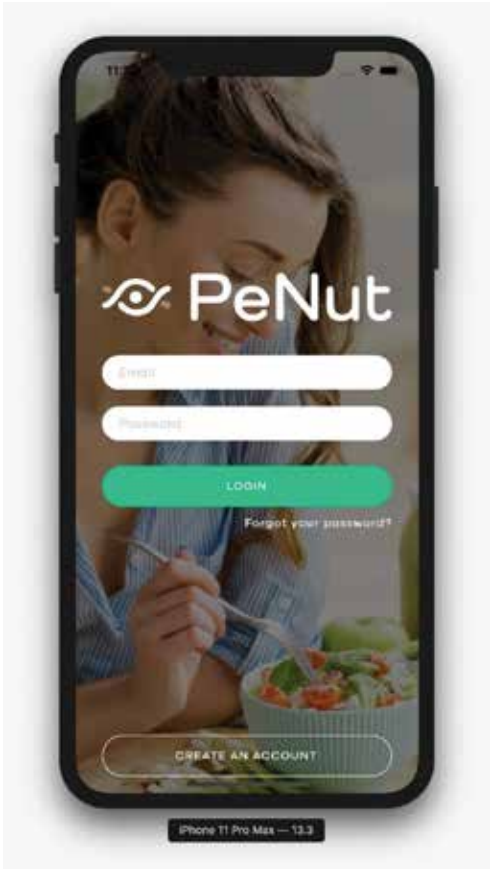 PeNut
Email
Password
LOGIN
Forgot your password?
CREATE AN ACCOUNT
iPhone 11 Pro Max — 13.3